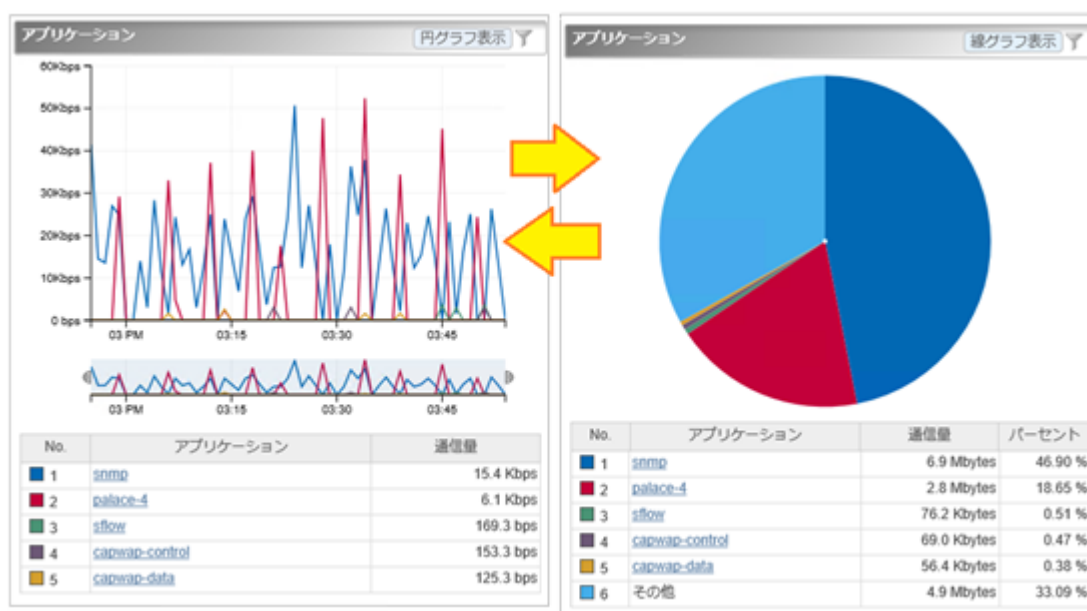 アプリケーション
円グラフ表示
60Kbps
50Kbps
40Kbps
30Kbps
20Kbps
10Kbps
0 bps
03 PM 03:15 03:30 03:45
03 PM 03:15 03:30 03:45
No. アプリケーション 通信量
1 snmp 15.4 Kbps
2 palace-4 6.1 Kbps
3 sflow 169.3 bps
4 capwap-control 153.3 bps
5 capwap-data 125.3 bps
アプリケーション
線グラフ表示
No. アプリケーション 通信量 パーセント
1 snmp 6.9 Mbytes 46.90 %
2 palace-4 2.8 Mbytes 18.65 %
3 sflow 76.2 Kbytes 0.51 %
4 capwap-control 69.0 Kbytes 0.47 %
5 capwap-data 56.4 Kbytes 0.38 %
6 その他 4.9 Mbytes 33.09 %